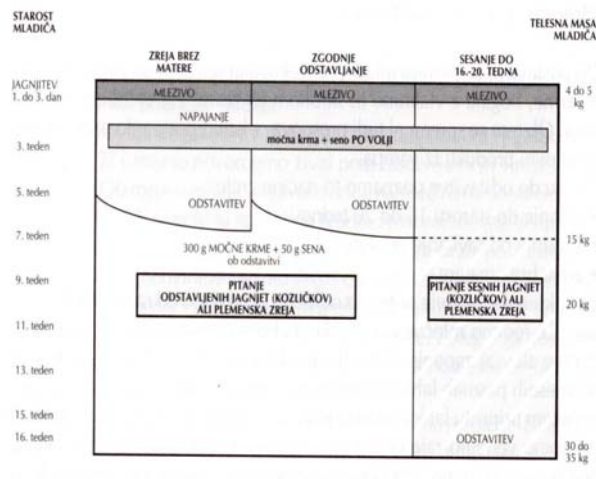 STAROST
MLADIČA
TELESNA MASA
MLADIČA
ZREJA BREZ
MATERE
ZGODNJE
ODSTAVLJANJE
SESANJE DO
16.-20. TEDNA
JAGNJITEV
1. do 3. dan
MLEZIVO
MLEZIVO
MLEZIVO
4 do 5
kg
NAPAJANJE
močna krma + seno PO VOLJI
3. teden
5. teden
ODSTAVITEV
ODSTAVITEV
7. teden
15 kg
300 g MOČNE KRME + 50 g SENA
ob odstavitvi
9. teden
PITANJE
ODSTAVLJENIH JAGNJET (KOZLIČKOV)
ALI PLEMENSKA ZREJA
PITANJE SESNIH JAGNJET
(KOZLIČKOV) ALI
PLEMENSKA ZREJA
20 kg
11. teden
13. teden
15. teden
16. teden
ODSTAVITEV
30 do
35 kg